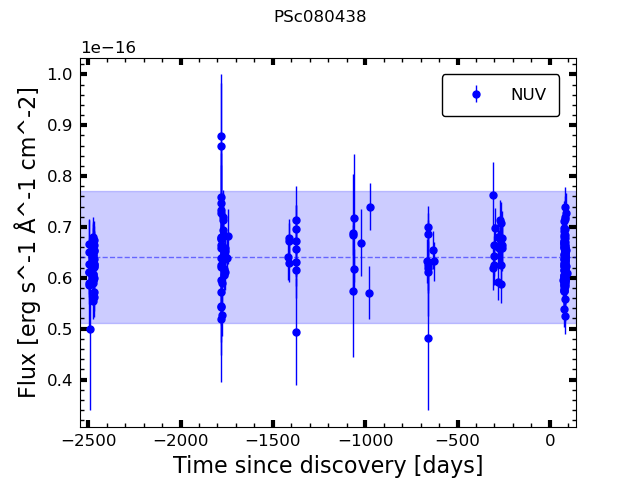 PSc080438
1e−16
1.0
0.9
0.8
0.7
0.6
0.5
0.4
Flux [erg s^-1 Å^-1 cm^-2]
NUV
−2500 −2000 −1500 −1000 −500 0
Time since discovery [days]